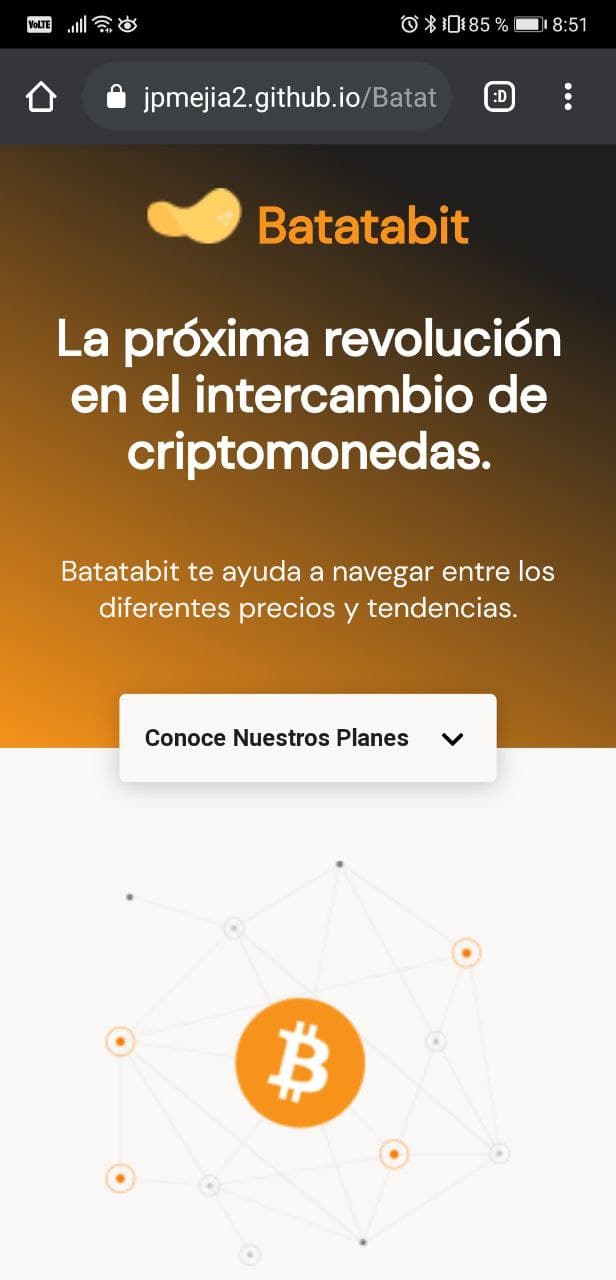 VoLTE 85 % 8:51
jpmejia2.github.io/Batat :D
Batatabit
La próxima revolución
en el intercambio de
criptomonedas.
Batatabit te ayuda a navegar entre los
diferentes precios y tendencias.
Conoce Nuestros Planes